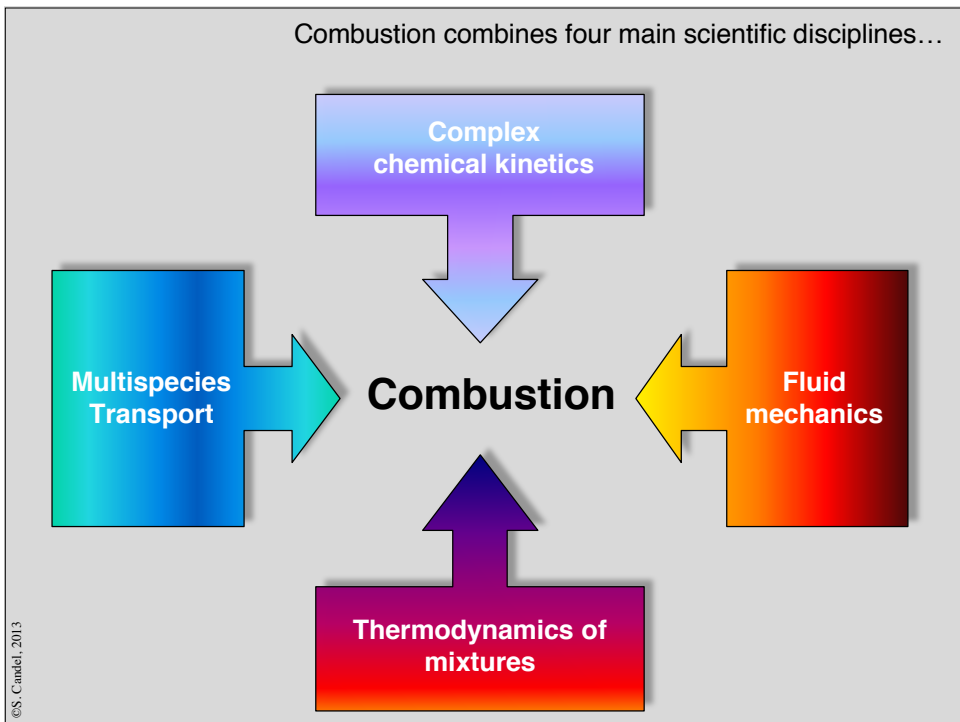 Combustion combines four main scientific disciplines…
Complex
chemical kinetics
Multispecies
Transport
Combustion
Fluid
mechanics
Thermodynamics of
mixtures
©S. Candel, 2013